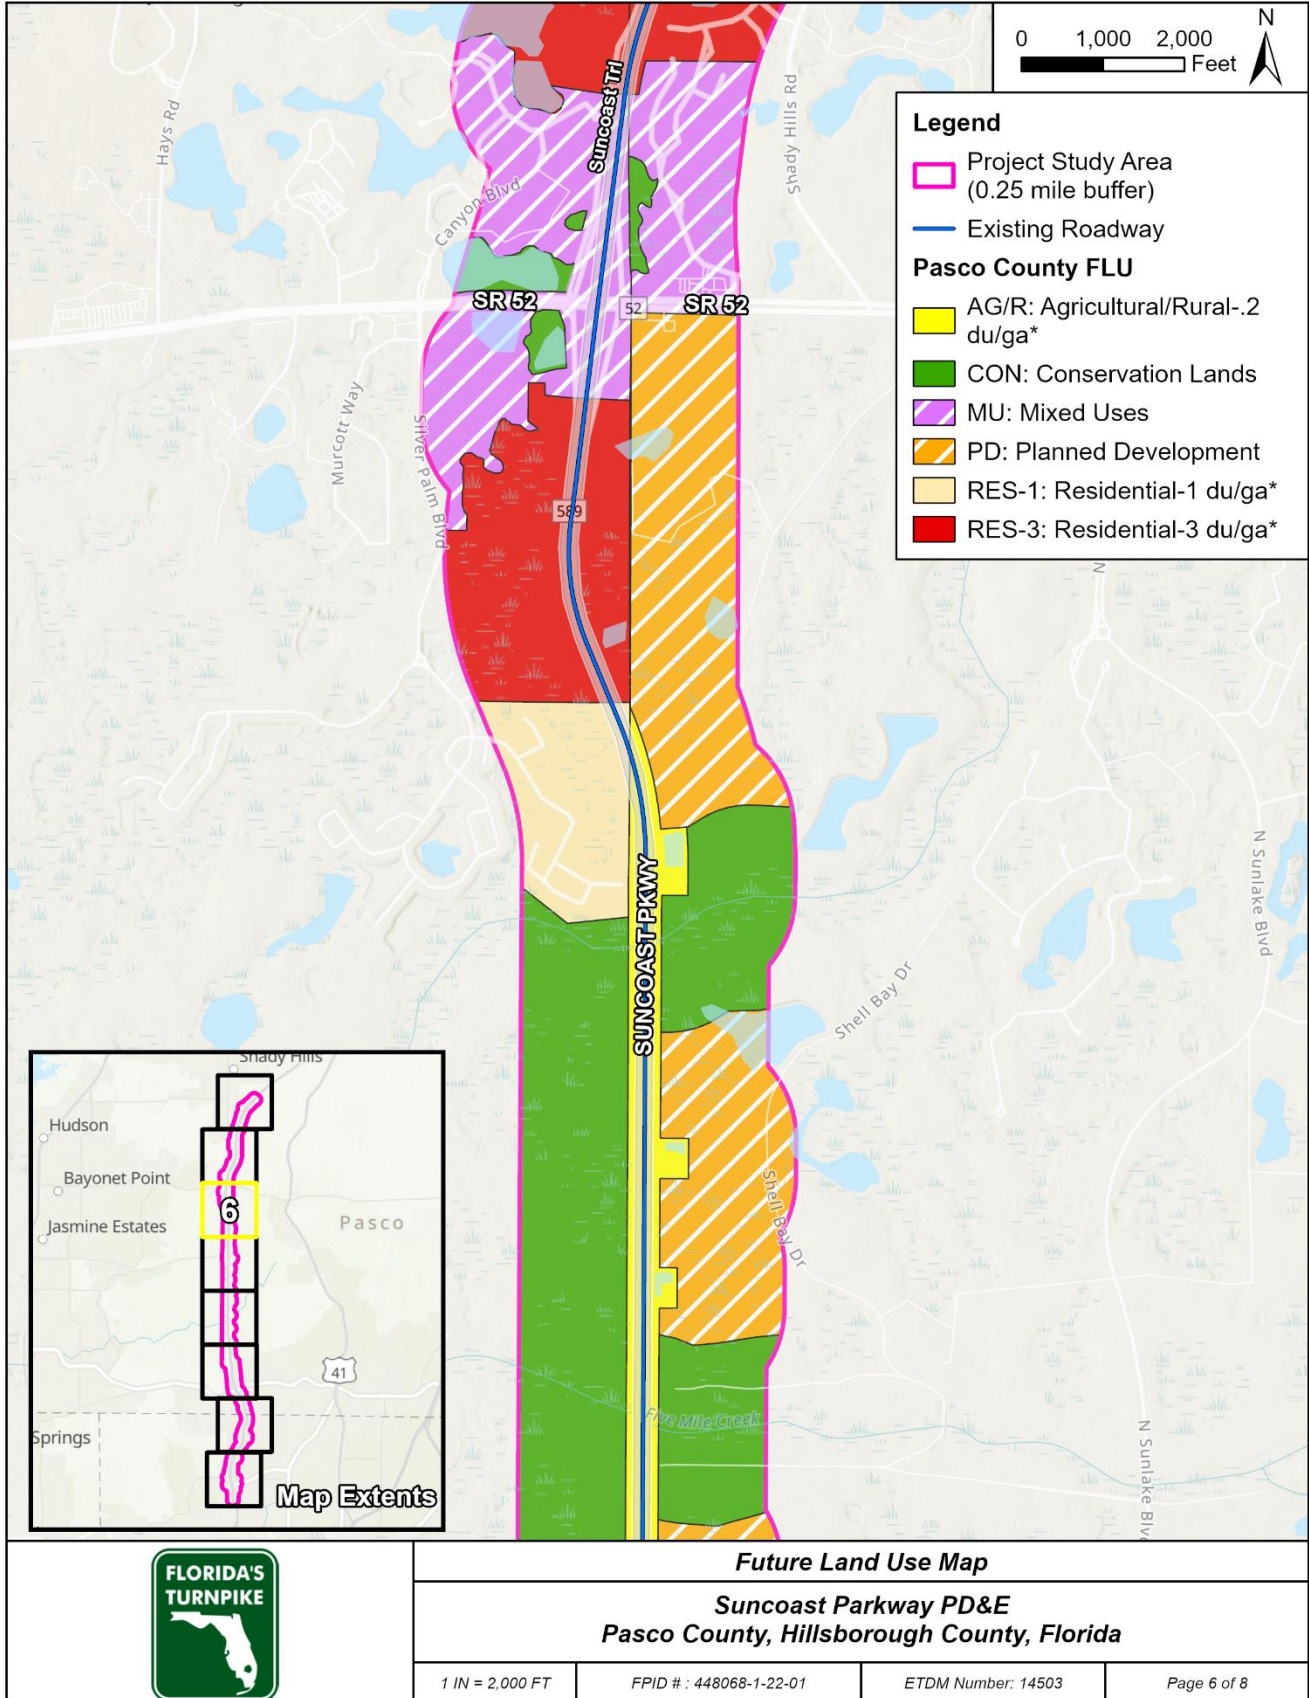 0 1,000 2,000
Feet
N
Legend
Project Study Area
(0.25 mile buffer)
Existing Roadway
Pasco County FLU
AG/R: Agricultural/Rural-.2
du/ga*
CON: Conservation Lands
MU: Mixed Uses
PD: Planned Development
RES-1: Residential-1 du/ga*
RES-3: Residential-3 du/ga*
Hays Rd
Suncoast Trl
Shady Hills Rd
Canyon Blvd
SR 52
52
SR 52
Murcott Way
Silver Palm Blvd
589
N
SUNCOAST PKWY
N Sunlake Blvd
Shell Bay Dr
Shell Bay Dr
Five Mile Creek
N Sunlake Blvd
Shady Hills
Hudson
Bayonet Point
6
Jasmine Estates
Pasco
41
Springs
Map Extents
FLORIDA'S
TURNPIKE
Future Land Use Map
Suncoast Parkway PD&E
Pasco County, Hillsborough County, Florida
1 IN = 2,000 FT
FPID # : 448068-1-22-01
ETDM Number: 14503
Page 6 of 8